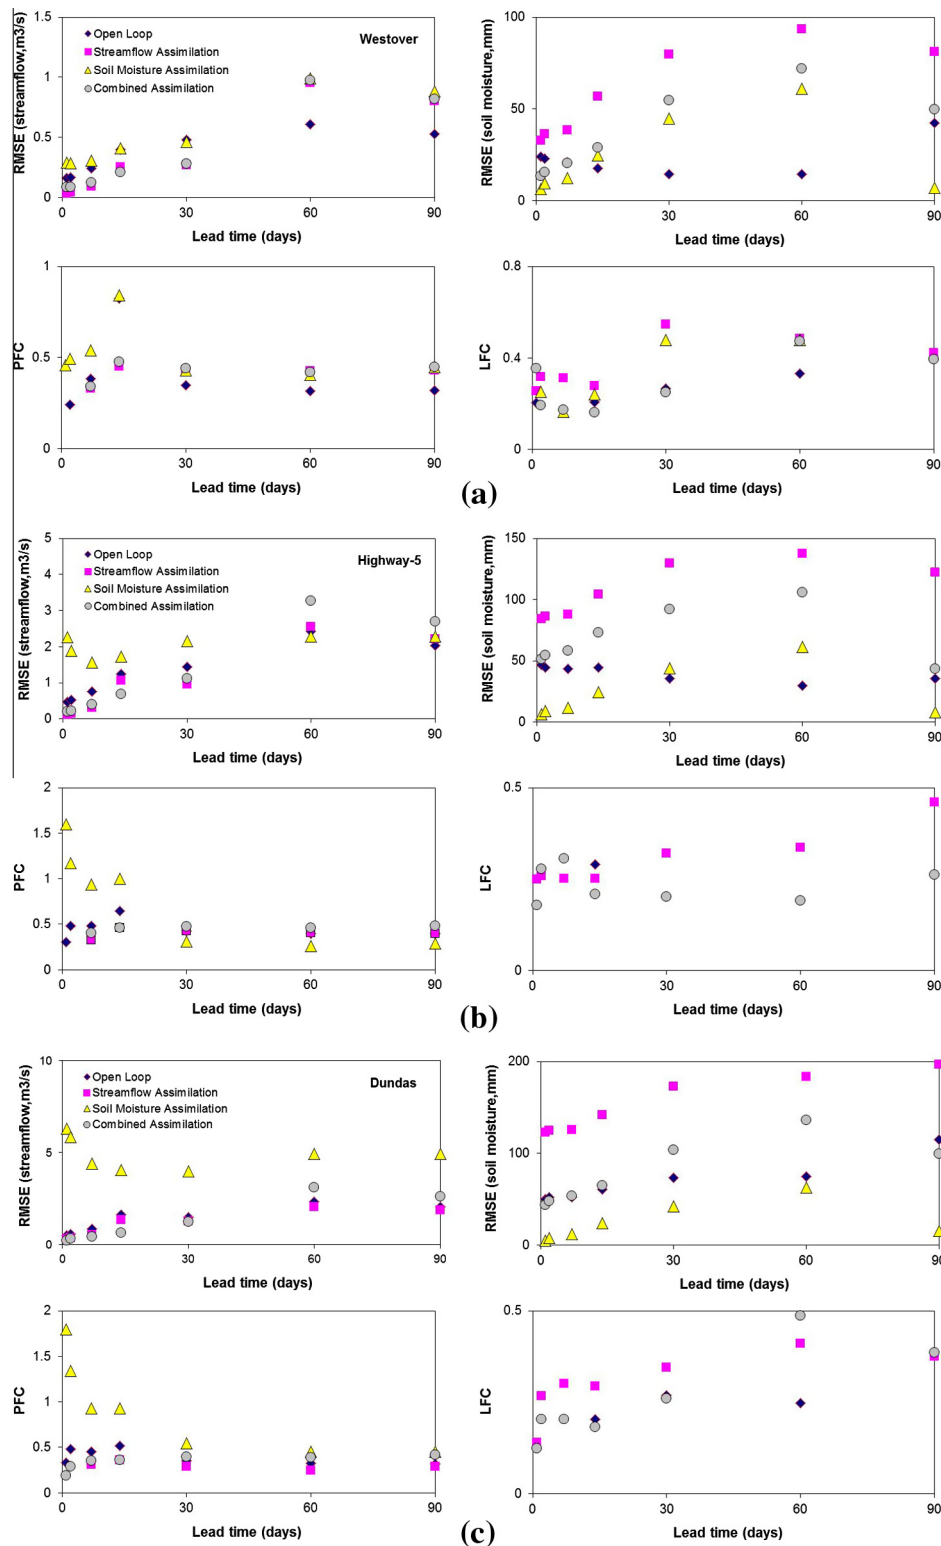 RMSE (streamflow,m3/s)
1.5
1
0.5
0
Open Loop
Streamflow Assimilation
Soil Moisture Assimilation
Combined Assimilation
Westover
0 30 60 90
Lead time (days)
RMSE (soil moisture,mm)
100
50
0
0 30 60 90
Lead time (days)
PFC
1
0.5
0
0 30 60 90
Lead time (days)
LFC
0.8
0.4
0
0 30 60 90
Lead time (days)
(a)
RMSE (streamflow,m3/s)
5
4
3
2
1
0
Open Loop
Streamflow Assimilation
Soil Moisture Assimilation
Combined Assimilation
Highway-5
0 30 60 90
Lead time (days)
RMSE (soil moisture,mm)
150
100
50
0
0 30 60 90
Lead time (days)
PFC
2
1.5
1
0.5
0
0 30 60 90
Lead time (days)
LFC
0.5
0
0 30 60 90
Lead time (days)
(b)
RMSE (streamflow,m3/s)
10
5
0
Open Loop
Streamflow Assimilation
Soil Moisture Assimilation
Combined Assimilation
Dundas
0 30 60 90
Lead time (days)
RMSE (soil moisture,mm)
200
100
0
0 30 60 90
Lead time (days)
PFC
2
1.5
1
0.5
0
0 30 60 90
Lead time (days)
LFC
0.5
0
0 30 60 90
Lead time (days)
(c)